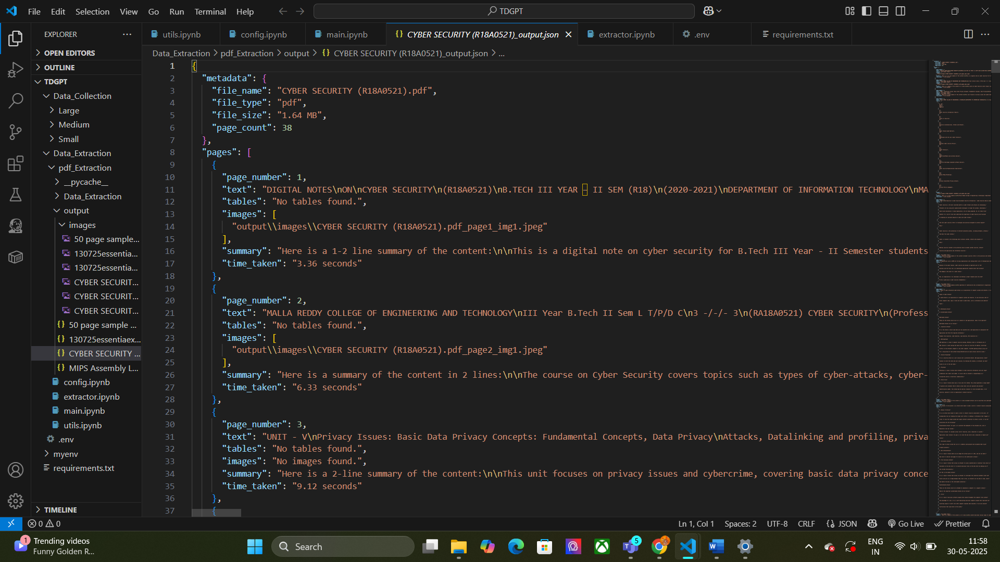 File Edit Selection View Go Run Terminal Help
TDGPT
EXPLORER
OPEN EDITORS
OUTLINE
TDGPT
Data_Collection
Large
Medium
Small
Data_Extraction
pdf_Extraction
__pycache__
Data_Extraction
output
images
50 page sample...
130725essentia...
130725essentia...
CYBER SECURIT...
CYBER SECURIT...
CYBER SECURIT...
{} 50 page sample ...
{} 130725essentiaex...
{} CYBER SECURITY ...
{} MIPS Assembly L...
config.ipynb
extractor.ipynb
main.ipynb
utils.ipynb
.env
myenv
requirements.txt
TIMELINE
utils.ipynb config.ipynb main.ipynb {} CYBER SECURITY (R18A0521)_output.json extractor.ipynb .env requirements.txt
Data_Extraction > pdf_Extraction > output > {} CYBER SECURITY (R18A0521)_output.json > ...
1 {
2 "metadata": {
3 "file_name": "CYBER SECURITY (R18A0521).pdf",
4 "file_type": "pdf",
5 "file_size": "1.64 MB",
6 "page_count": 38
7 },
8 "pages": [
9 {
10 "page_number": 1,
11 "text": "DIGITAL NOTES\nON\nCYBER SECURITY\n(R18A0521)\nB.TECH III YEAR – II SEM (R18)\n(2020-2021)\nDEPARTMENT OF INFORMATION TECHNOLOGY\nMA
12 "tables": "No tables found.",
13 "images": [
14 "output\\images\\CYBER SECURITY (R18A0521).pdf_page1_img1.jpeg"
15 ],
16 "summary": "Here is a 1-2 line summary of the content:\n\nThis is a digital note on cyber security for B.Tech III Year - II Semester students
17 "time_taken": "3.36 seconds"
18 },
19 {
20 "page_number": 2,
21 "text": "MALLA REDDY COLLEGE OF ENGINEERING AND TECHNOLOGY\nIII Year B.Tech II Sem L T/P/D C\n3 -/-/- 3\n(RA18A0521) CYBER SECURITY\n(Profess
22 "tables": "No tables found.",
23 "images": [
24 "output\\images\\CYBER SECURITY (R18A0521).pdf_page2_img1.jpeg"
25 ],
26 "summary": "Here is a summary of the content in 2 lines:\n\nThe course on Cyber Security covers topics such as types of cyber-attacks, cyber-
27 "time_taken": "6.33 seconds"
28 },
29 {
30 "page_number": 3,
31 "text": "UNIT - V\nPrivacy Issues: Basic Data Privacy Concepts: Fundamental Concepts, Data Privacy\nAttacks, Datalinking and profiling, priva
32 "tables": "No tables found.",
33 "images": "No images found.",
34 "summary": "Here is a 2-line summary of the content:\n\nThis unit focuses on privacy issues and cybercrime, covering basic data privacy conce
35 "time_taken": "9.12 seconds"
36 },
37 {
0 0 Ln 1, Col 1 Spaces: 2 UTF-8 CRLF {} JSON Go Live Prettier
1 Trending videos
Funny Golden R...
Search
5
ENG
IN
11:58
30-05-2025